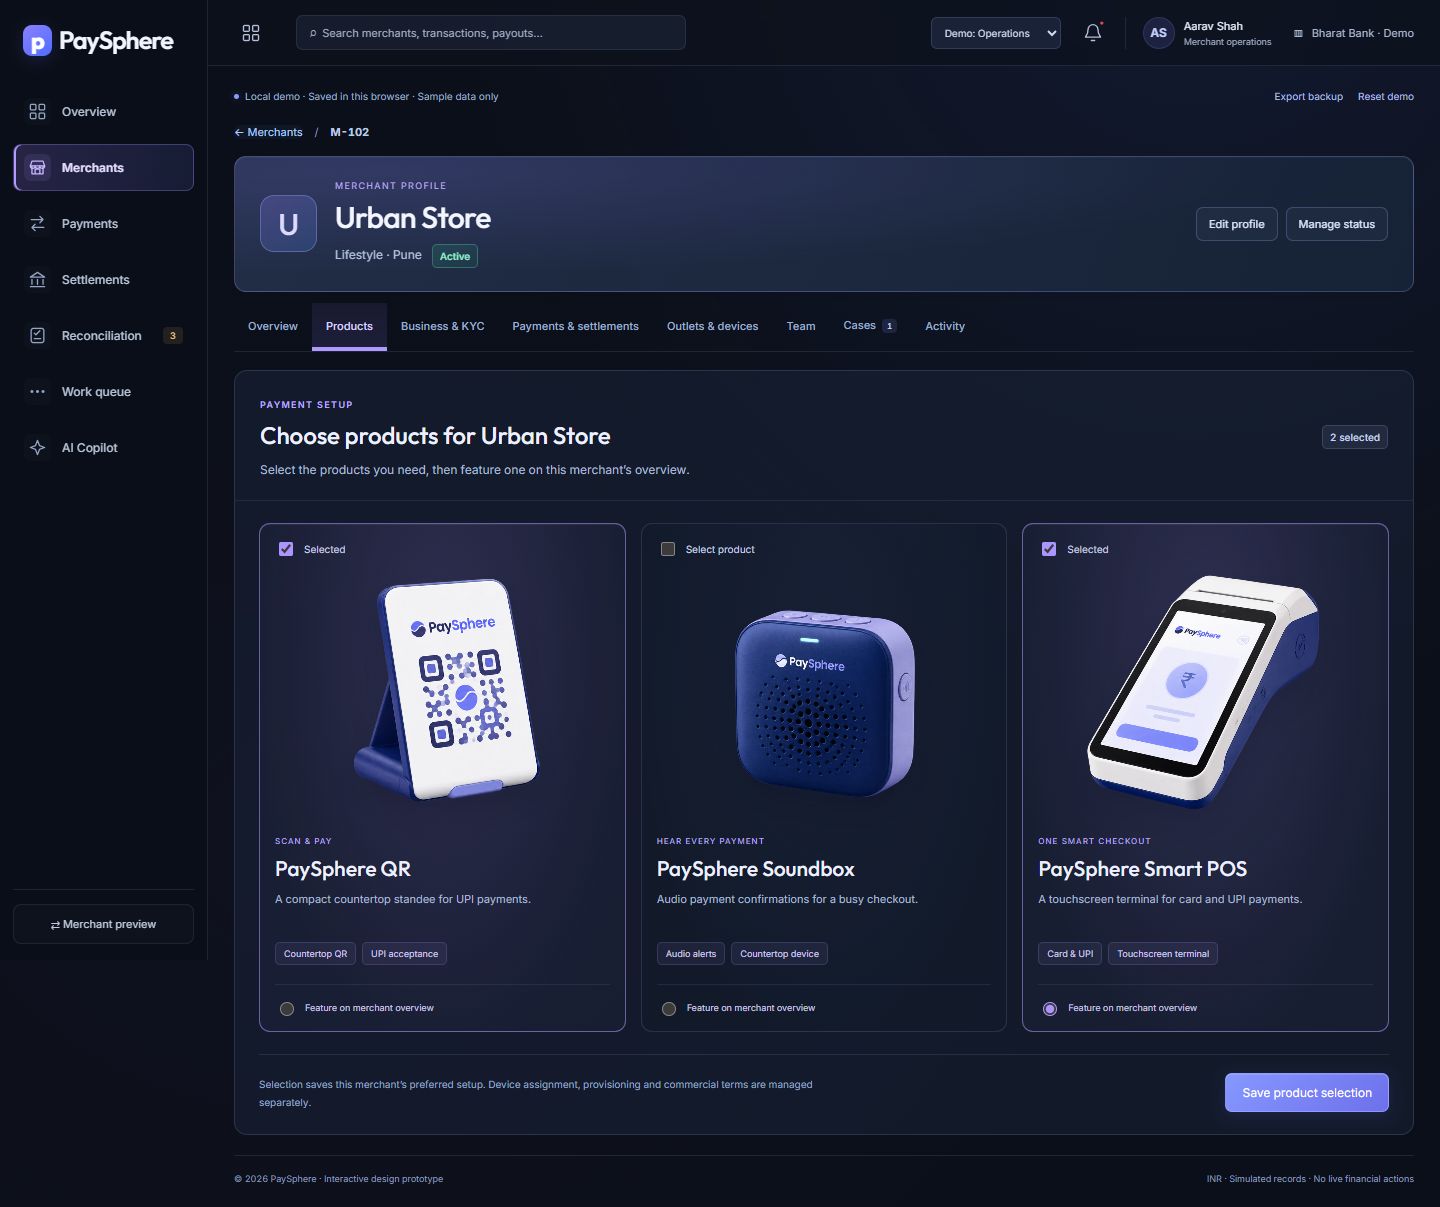 PaySphere
Search merchants, transactions, payouts...
Demo: Operations
AS
Aarav Shah
Merchant operations
Bharat Bank · Demo
Overview
Merchants
Payments
Settlements
Reconciliation 3
Work queue
AI Copilot
⇄ Merchant preview
Local demo · Saved in this browser · Sample data only
Export backup
Reset demo
← Merchants / M-102
U
MERCHANT PROFILE
Urban Store
Lifestyle · Pune Active
Edit profile
Manage status
Overview
Products
Business & KYC
Payments & settlements
Outlets & devices
Team
Cases 1
Activity
PAYMENT SETUP
Choose products for Urban Store
2 selected
Select the products you need, then feature one on this merchant's overview.
Selected
PaySphere
SCAN & PAY
PaySphere QR
A compact countertop standee for UPI payments.
Countertop QR
UPI acceptance
Feature on merchant overview
Select product
PaySphere
HEAR EVERY PAYMENT
PaySphere Soundbox
Audio payment confirmations for a busy checkout.
Audio alerts
Countertop device
Feature on merchant overview
Selected
PaySphere
₹
ONE SMART CHECKOUT
PaySphere Smart POS
A touchscreen terminal for card and UPI payments.
Card & UPI
Touchscreen terminal
Feature on merchant overview
Selection saves this merchant's preferred setup. Device assignment, provisioning and commercial terms are managed
separately.
Save product selection
© 2026 PaySphere · Interactive design prototype
INR · Simulated records · No live financial actions